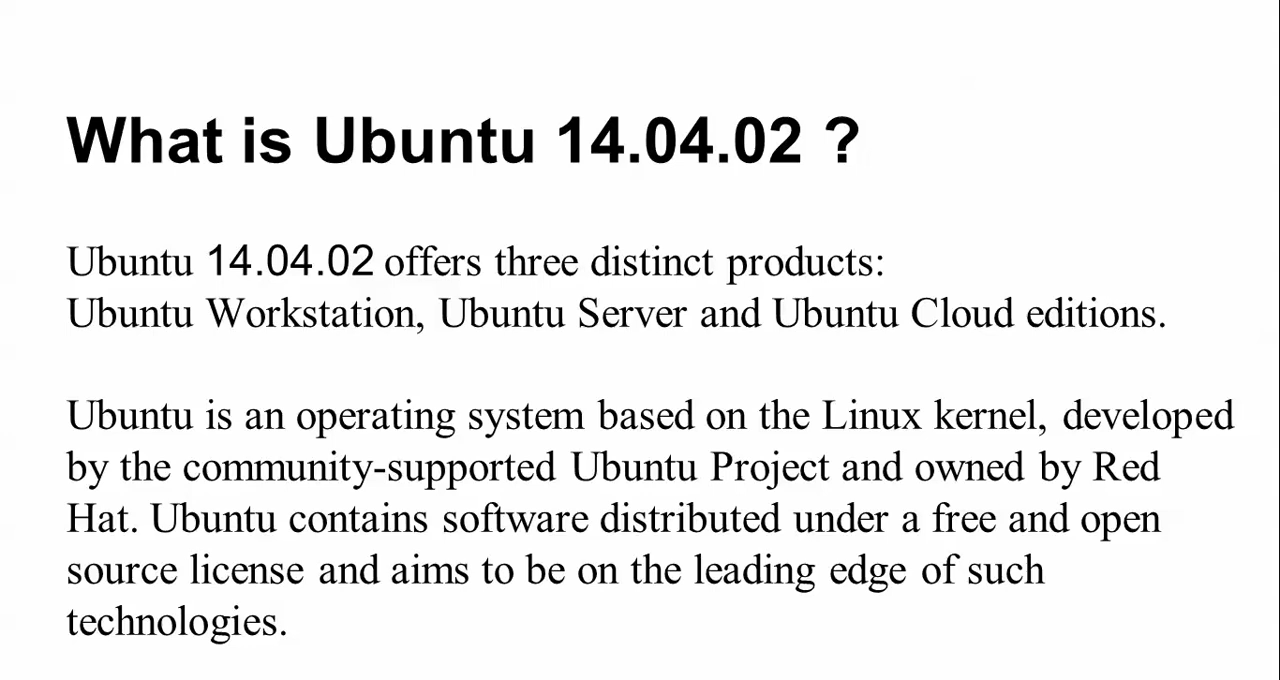 What is Ubuntu 14.04.02 ?
Ubuntu 14.04.02 offers three distinct products:
Ubuntu Workstation, Ubuntu Server and Ubuntu Cloud editions.
Ubuntu is an operating system based on the Linux kernel, developed
by the community-supported Ubuntu Project and owned by Red
Hat. Ubuntu contains software distributed under a free and open
source license and aims to be on the leading edge of such
technologies.